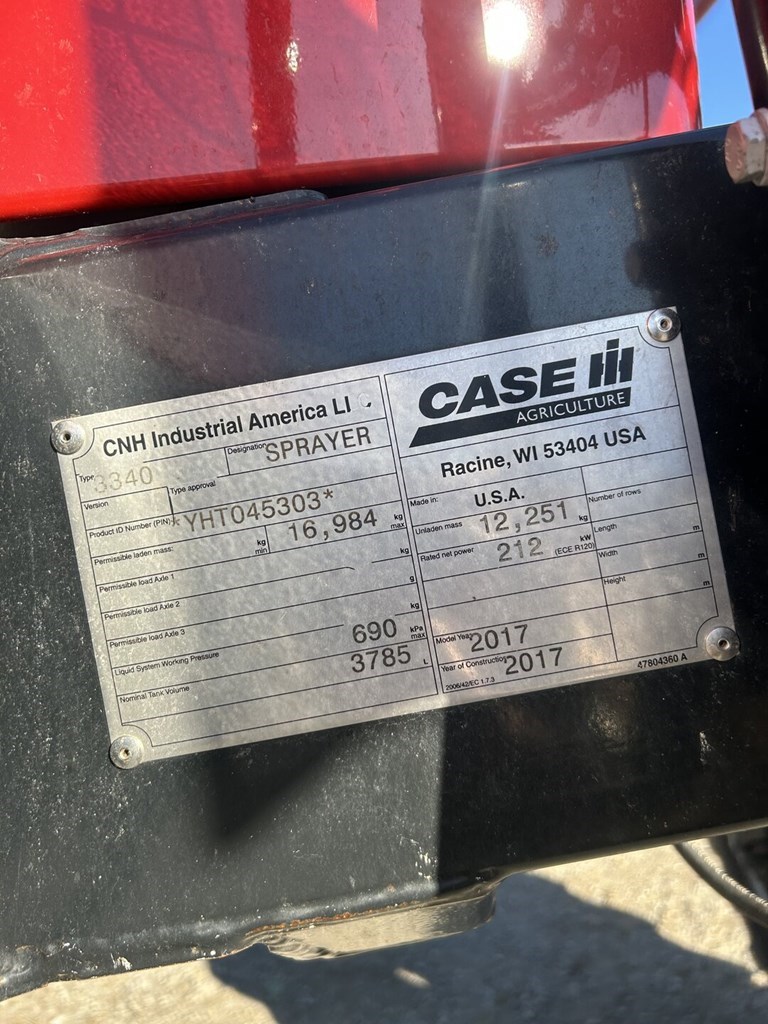 CNH Industrial America Ll
Type
3340
Designation
SPRAYER
Version
Type approval
Product ID Number (PIN)
*YHT045303*
Permissible laden mass:
kg
min
16,984
kg
max
Permissible load Axle 1
kg
Permissible load Axle 2
g
Permissible load Axle 3
kg
Liquid System Working Pressure
690
kPa
max
Nominal Tank Volume
3785
L
CASE IH
AGRICULTURE
Racine, WI 53404 USA
Made in:
U.S.A.
Number of rows
Unladen mass
12,251
kg
Length
m
Rated net power
212
kW
(ECE R120)
Width
m
Height
m
Model Year
2017
Year of Construction
2017
2006/42/EC 1.7.3
47804360 A